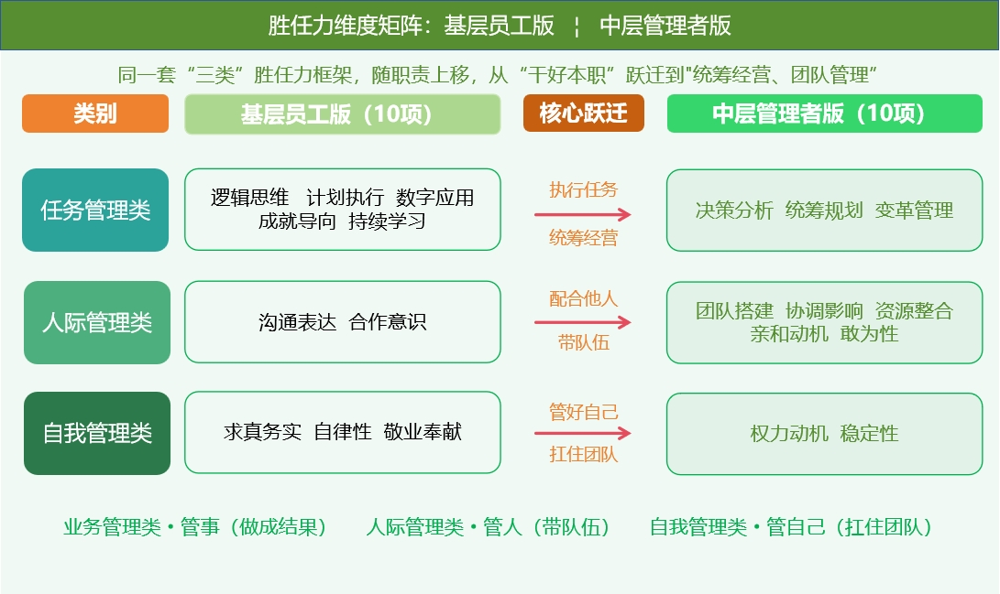 胜任力维度矩阵：基层员工版 ¦ 中层管理者版
同一套“三类”胜任力框架，随职责上移，从“干好本职”跃迁到"统筹经营、团队管理”
类别
基层员工版（10项）
核心跃迁
中层管理者版（10项）
任务管理类
逻辑思维 计划执行 数字应用
成就导向 持续学习
执行任务
统筹经营
决策分析 统筹规划 变革管理
人际管理类
沟通表达 合作意识
配合他人
带队伍
团队搭建 协调影响 资源整合
亲和动机 敢为性
自我管理类
求真务实 自律性 敬业奉献
管好自己
扛住团队
权力动机 稳定性
业务管理类・管事（做成结果） 人际管理类・管人（带队伍） 自我管理类・管自己（扛住团队）